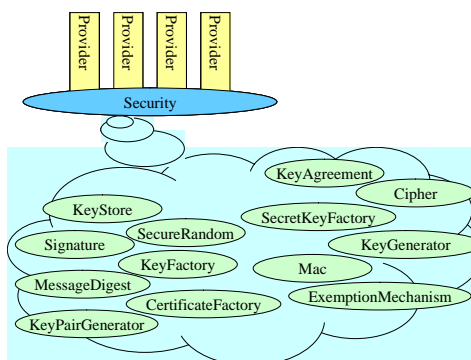 Provider
Provider
Provider
Provider
Security
KeyAgreement
Cipher
KeyStore
SecretKeyFactory
SecureRandom
Signature
KeyGenerator
KeyFactory
Mac
MessageDigest
ExemptionMechanism
CertificateFactory
KeyPairGenerator